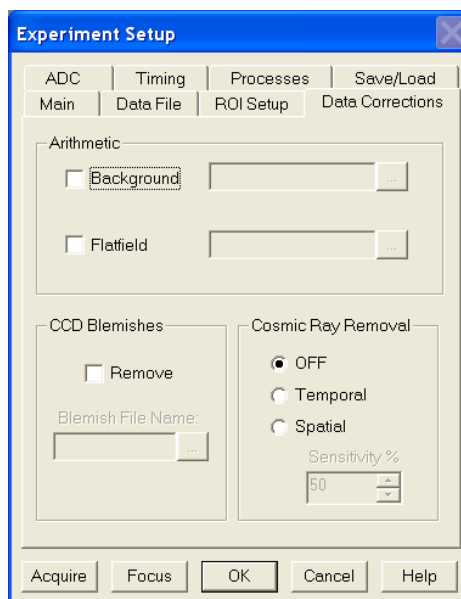 Experiment Setup
ADC Timing Processes Save/Load
Main Data File ROI Setup Data Corrections
Arithmetic
Background ...
Flatfield ...
CCD Blemishes
Remove
Blemish File Name:
...
Cosmic Ray Removal
OFF
Temporal
Spatial
Sensitivity %
50
Acquire Focus OK Cancel Help